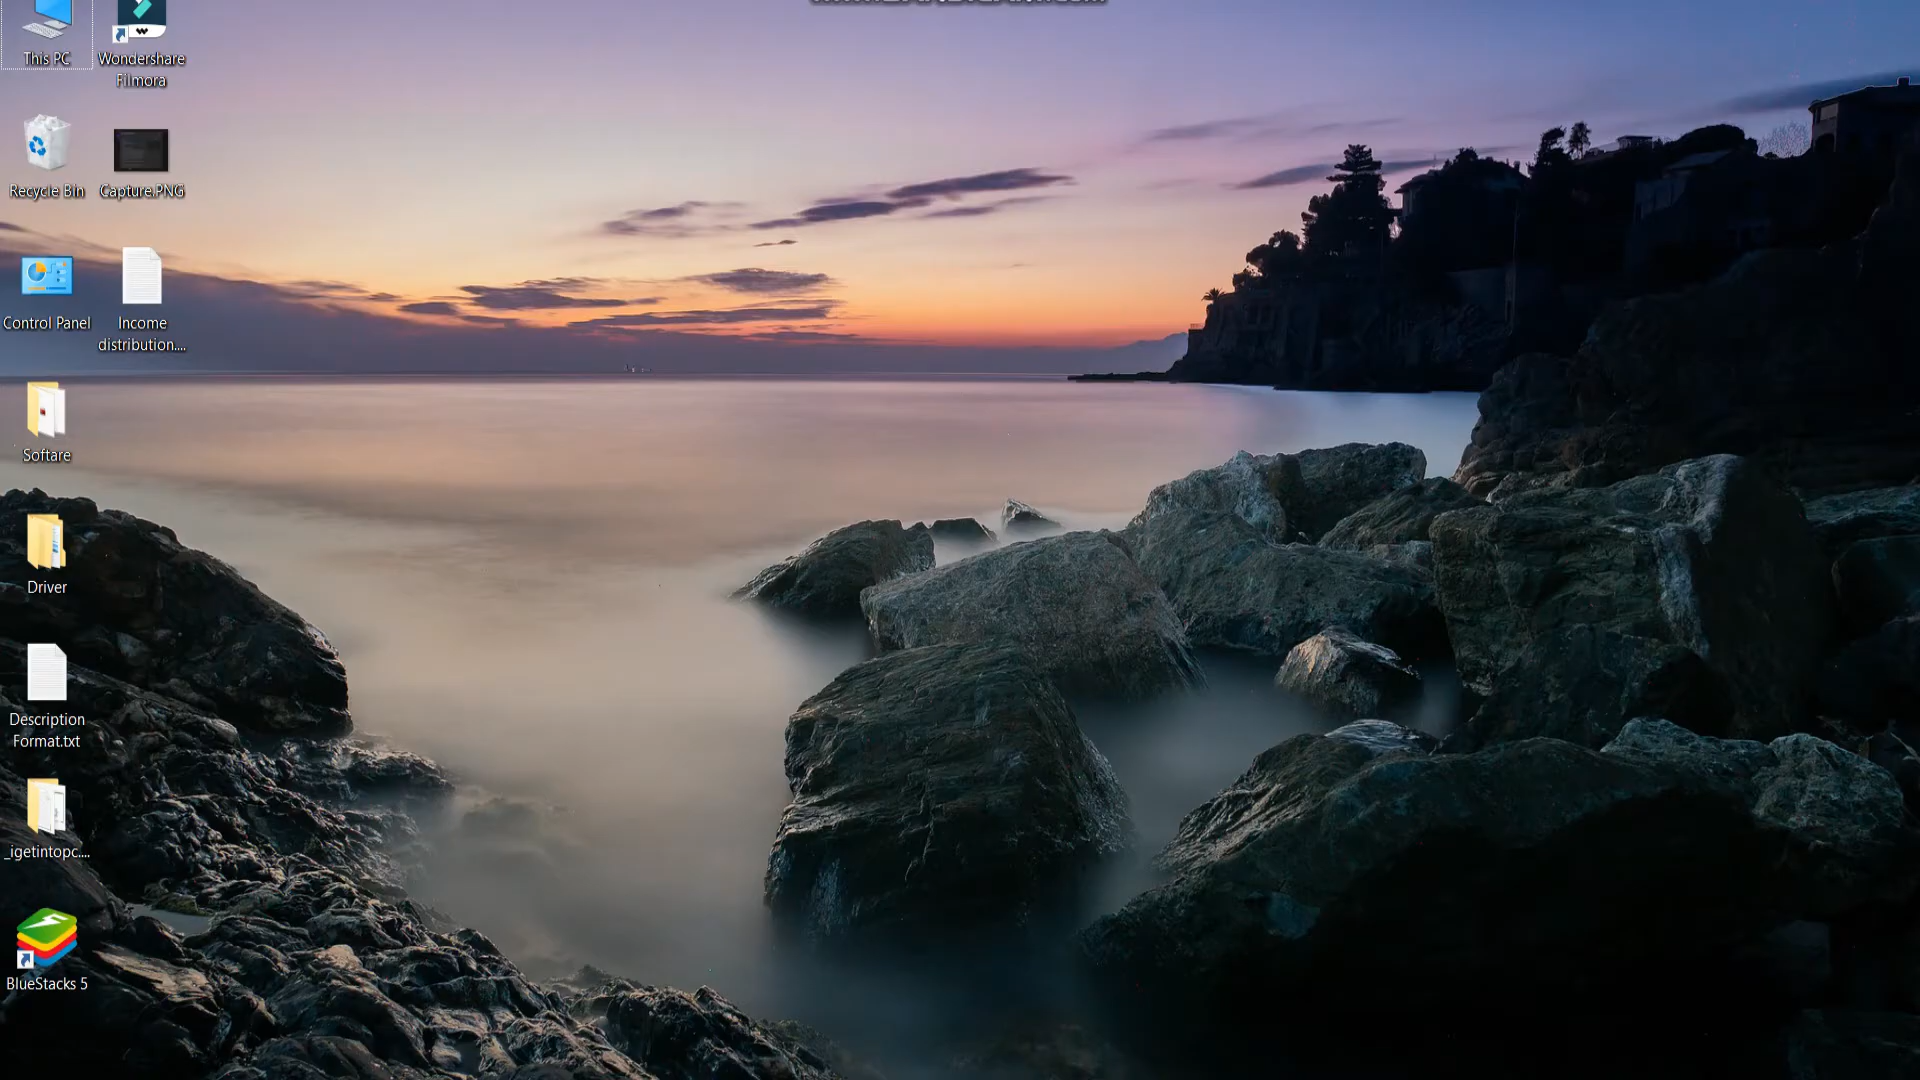 This PC
Wondershare
Filmora
Recycle Bin
Capture.PNG
Control Panel
Income
distribution....
Softare
Driver
Description
Format.txt
_igetintopc....
BlueStacks 5